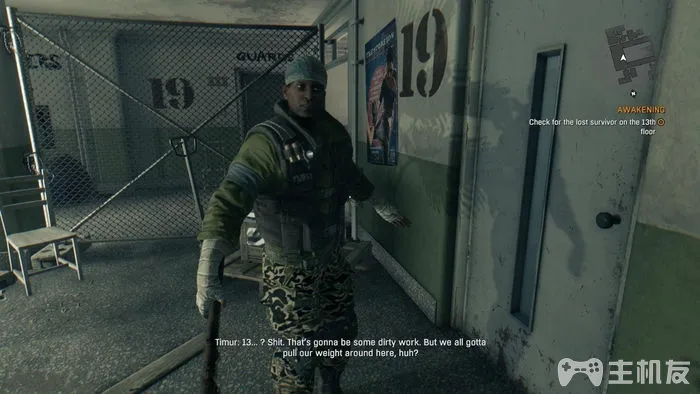 19
GUARDS
19
AWAKENING
Check for the lost survivor on the 13th
floor
Timur: 13... ? Shit. That's gonna be some dirty work. But we all gotta
pull our weight around here, huh?
主机友